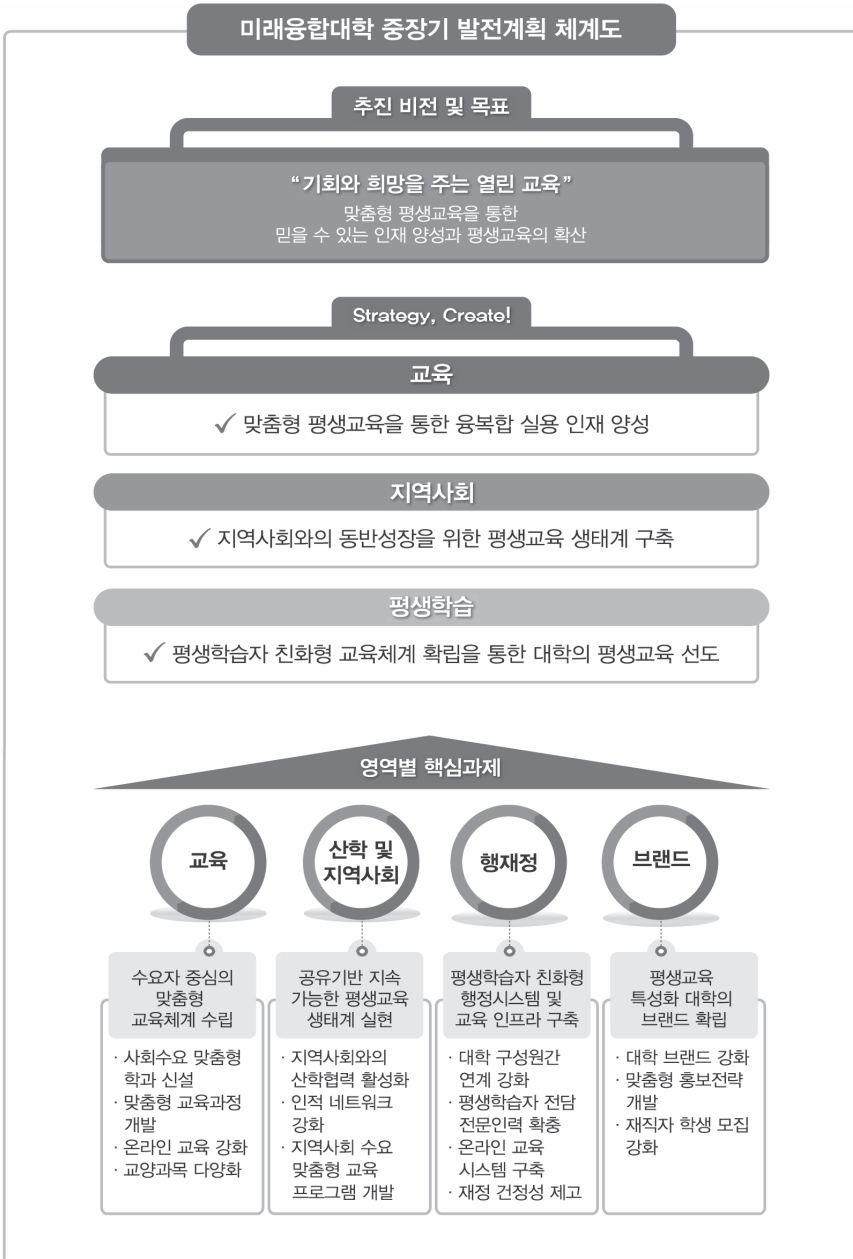 미래융합대학 중장기 발전계획 체계도
추진 비전 및 목표
“기회와 희망을 주는 열린 교육”
맞춤형 평생교육을 통한
믿을 수 있는 인재 양성과 평생교육의 확산
Strategy, Create!
교육
✓ 맞춤형 평생교육을 통한 융복합 실용 인재 양성
지역사회
✓ 지역사회와의 동반성장을 위한 평생교육 생태계 구축
평생학습
✓ 평생학습자 친화형 교육체계 확립을 통한 대학의 평생교육 선도
영역별 핵심과제
교육
수요자 중심의
맞춤형
교육체계 수립
· 사회수요 맞춤형
학과 신설
· 맞춤형 교육과정
개발
· 온라인 교육 강화
· 교양과목 다양화
산학 및
지역사회
공유기반 지속
가능한 평생교육
생태계 실현
· 지역사회와의
산학협력 활성화
· 인적 네트워크
강화
· 지역사회 수요
맞춤형 교육
프로그램 개발
행재정
평생학습자 친화형
행정시스템 및
교육 인프라 구축
· 대학 구성원간
연계 강화
· 평생학습자 전담
전문인력 확충
· 온라인 교육
시스템 구축
· 재정 건정성 제고
브랜드
평생교육
특성화 대학의
브랜드 확립
· 대학 브랜드 강화
· 맞춤형 홍보전략
개발
· 재직자 학생 모집
강화